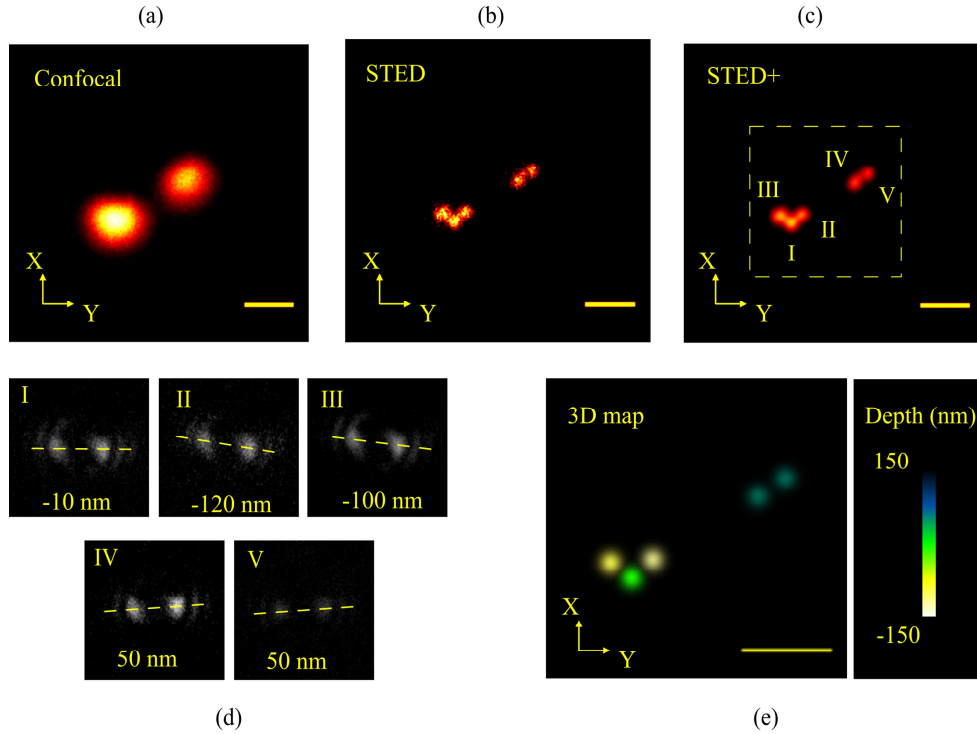 (a)
(b)
(c)
Confocal
X
Y
STED
X
Y
STED+
IV
III
V
II
I
X
Y
I
-10 nm
II
-120 nm
III
-100 nm
IV
50 nm
V
50 nm
3D map
X
Y
Depth (nm)
150
-150
(d)
(e)